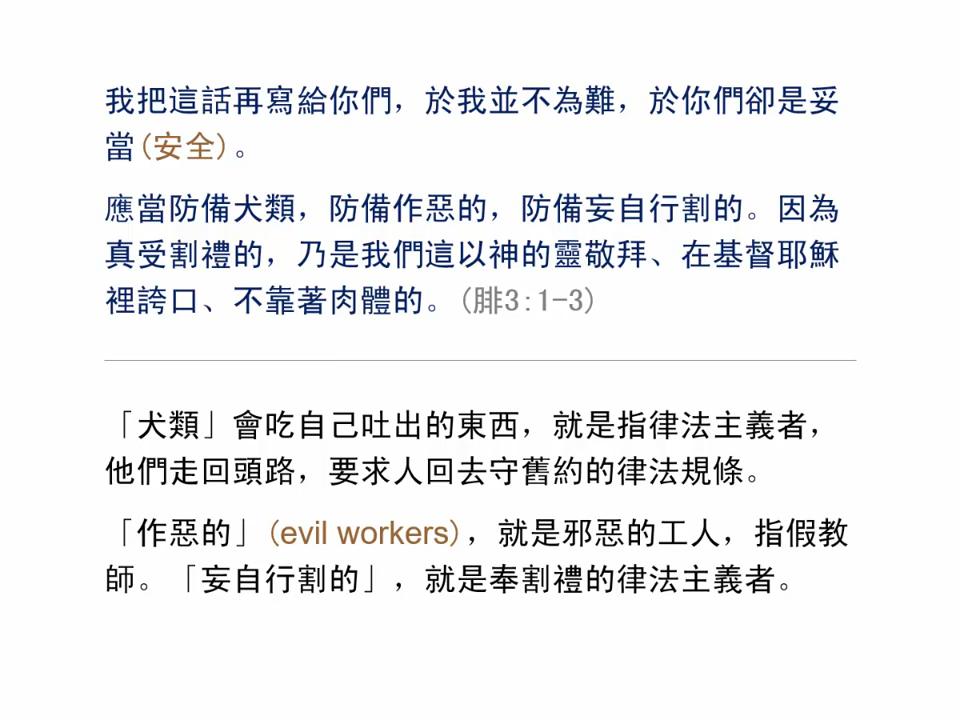 我把這話再寫給你們，於我並不為難，於你們卻是妥
當(安全)。
應當防備犬類，防備作惡的，防備妄自行割的。因為
真受割禮的，乃是我們這以神的靈敬拜、在基督耶穌
裡誇口、不靠著肉體的。(腓3:1-3)
「犬類」會吃自己吐出的東西，就是指律法主義者，
他們走回頭路，要求人回去守舊約的律法規條。
「作惡的」(evil workers)，就是邪惡的工人，指假教
師。「妄自行割的」，就是奉割禮的律法主義者。